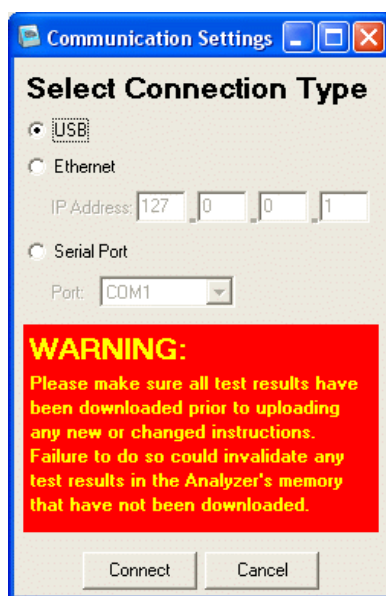 Communication Settings
Select Connection Type
USB
Ethernet
IP Address: 127 . 0 . 0 . 1
Serial Port
Port: COM1
WARNING:
Please make sure all test results have
been downloaded prior to uploading
any new or changed instructions.
Failure to do so could invalidate any
test results in the Analyzer's memory
that have not been downloaded.
Connect Cancel